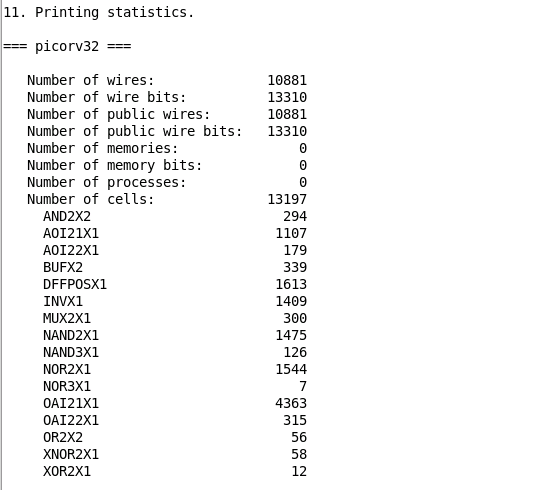 11. Printing statistics.
=== picorv32 ===
Number of wires: 10881
Number of wire bits: 13310
Number of public wires: 10881
Number of public wire bits: 13310
Number of memories: 0
Number of memory bits: 0
Number of processes: 0
Number of cells: 13197
AND2X2 294
AOI21X1 1107
AOI22X1 179
BUFX2 339
DFFPOSX1 1613
INVX1 1409
MUX2X1 300
NAND2X1 1475
NAND3X1 126
NOR2X1 1544
NOR3X1 7
OAI21X1 4363
OAI22X1 315
OR2X2 56
XNOR2X1 58
XOR2X1 12